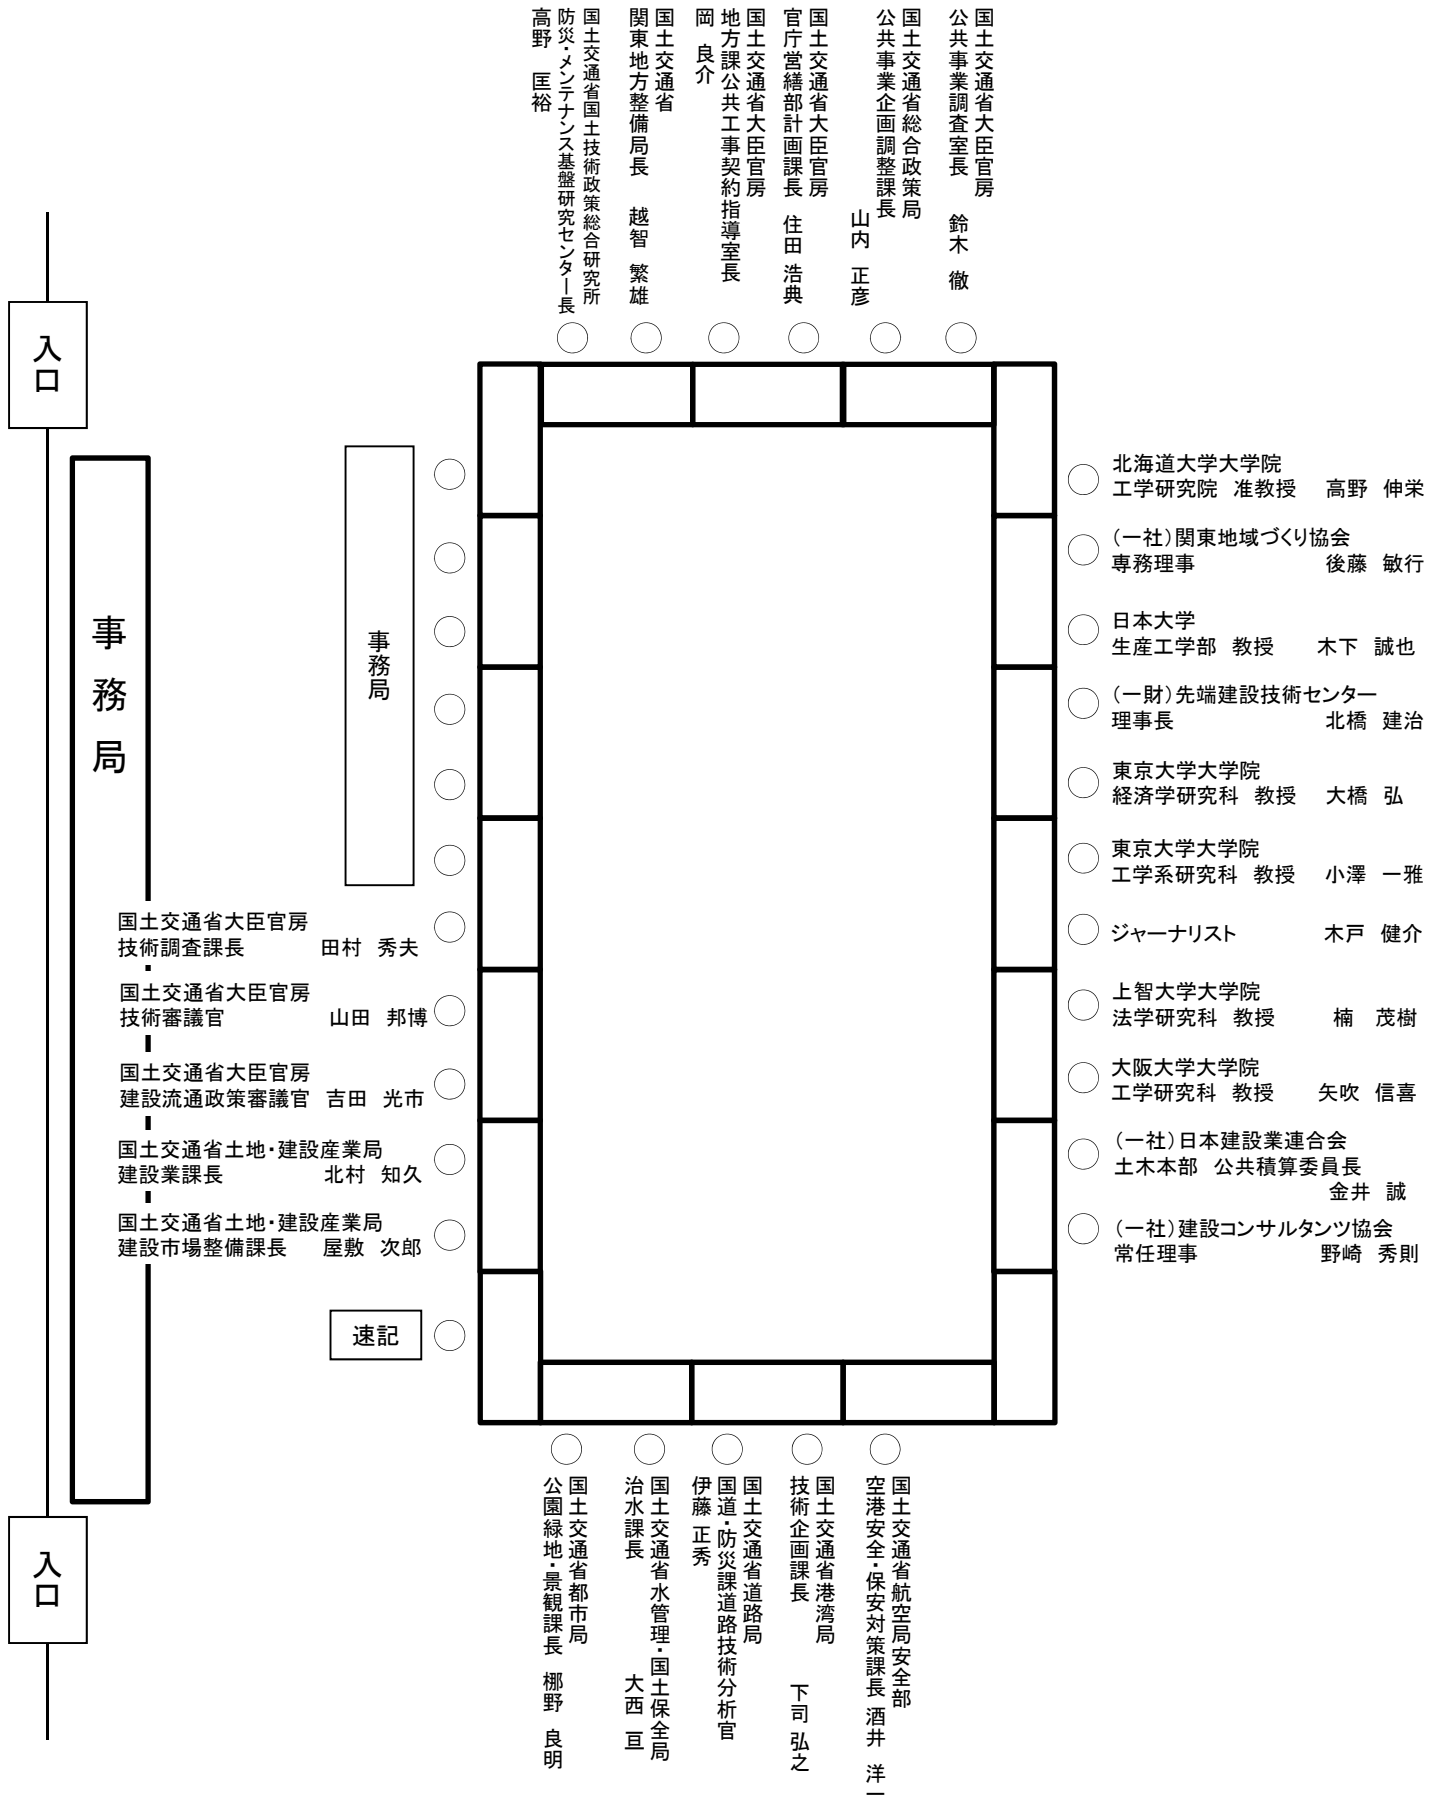 国土交通省大臣官房
公共事業調査室長 鈴木 徹
国土交通省総合政策局
公共事業企画調整課長
山内 正彦
国土交通省大臣官房
官庁営繕部計画課長 住田 浩典
国土交通省大臣官房
地方課公共工事契約指導室長
岡 良介
国土交通省
関東地方整備局長 越智 繁雄
国土交通省国土技術政策総合研究所
防災・メンテナンス基盤研究センター長
高野 匡裕
入口
事務局
事務局
国土交通省大臣官房
技術調査課長 田村 秀夫
国土交通省大臣官房
技術審議官 山田 邦博
国土交通省大臣官房
建設流通政策審議官 吉田 光市
国土交通省土地・建設産業局
建設業課長 北村 知久
国土交通省土地・建設産業局
建設市場整備課長 屋敷 次郎
速記
入口
北海道大学大学院
工学研究院 准教授 高野 伸栄
(一社)関東地域づくり協会
専務理事 後藤 敏行
日本大学
生産工学部 教授 木下 誠也
(一財)先端建設技術センター
理事長 北橋 建治
東京大学大学院
経済学研究科 教授 大橋 弘
東京大学大学院
工学系研究科 教授 小澤 一雅
ジャーナリスト 木戸 健介
上智大学大学院
法学研究科 教授 楠 茂樹
大阪大学大学院
工学研究科 教授 矢吹 信喜
(一社)日本建設業連合会
土木本部 公共積算委員長
金井 誠
(一社)建設コンサルタンツ協会
常任理事 野崎 秀則
国土交通省航空局安全部
空港安全・保安対策課長 酒井 洋一
国土交通省港湾局
技術企画課長 下司 弘之
国土交通省道路局
国道・防災課道路技術分析官
伊藤 正秀
国土交通省水管理・国土保全局
治水課長 大西 亘
国土交通省都市局
公園緑地・景観課長 梛野 良明